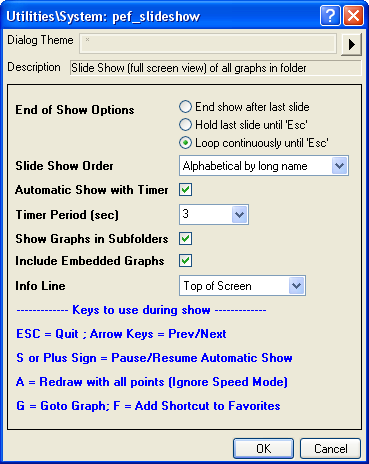 Utilities\System: pef_slideshow
Dialog Theme *
Description Slide Show (full screen view) of all graphs in folder
End of Show Options End show after last slide
Hold last slide until 'Esc'
Loop continuously until 'Esc'
Slide Show Order Alphabetical by long name
Automatic Show with Timer
Timer Period (sec) 3
Show Graphs in Subfolders
Include Embedded Graphs
Info Line Top of Screen
------------- Keys to use during show -------------
ESC = Quit ; Arrow Keys = Prev/Next
S or Plus Sign = Pause/Resume Automatic Show
A = Redraw with all points (Ignore Speed Mode)
G = Goto Graph; F = Add Shortcut to Favorites
OK Cancel